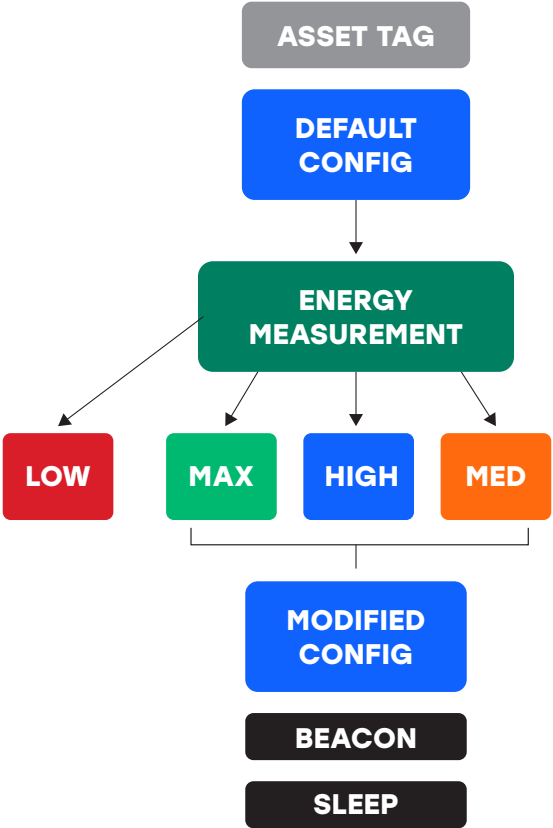 ASSET TAG
DEFAULT
CONFIG
ENERGY
MEASUREMENT
LOW
MAX
HIGH
MED
MODIFIED
CONFIG
BEACON
SLEEP